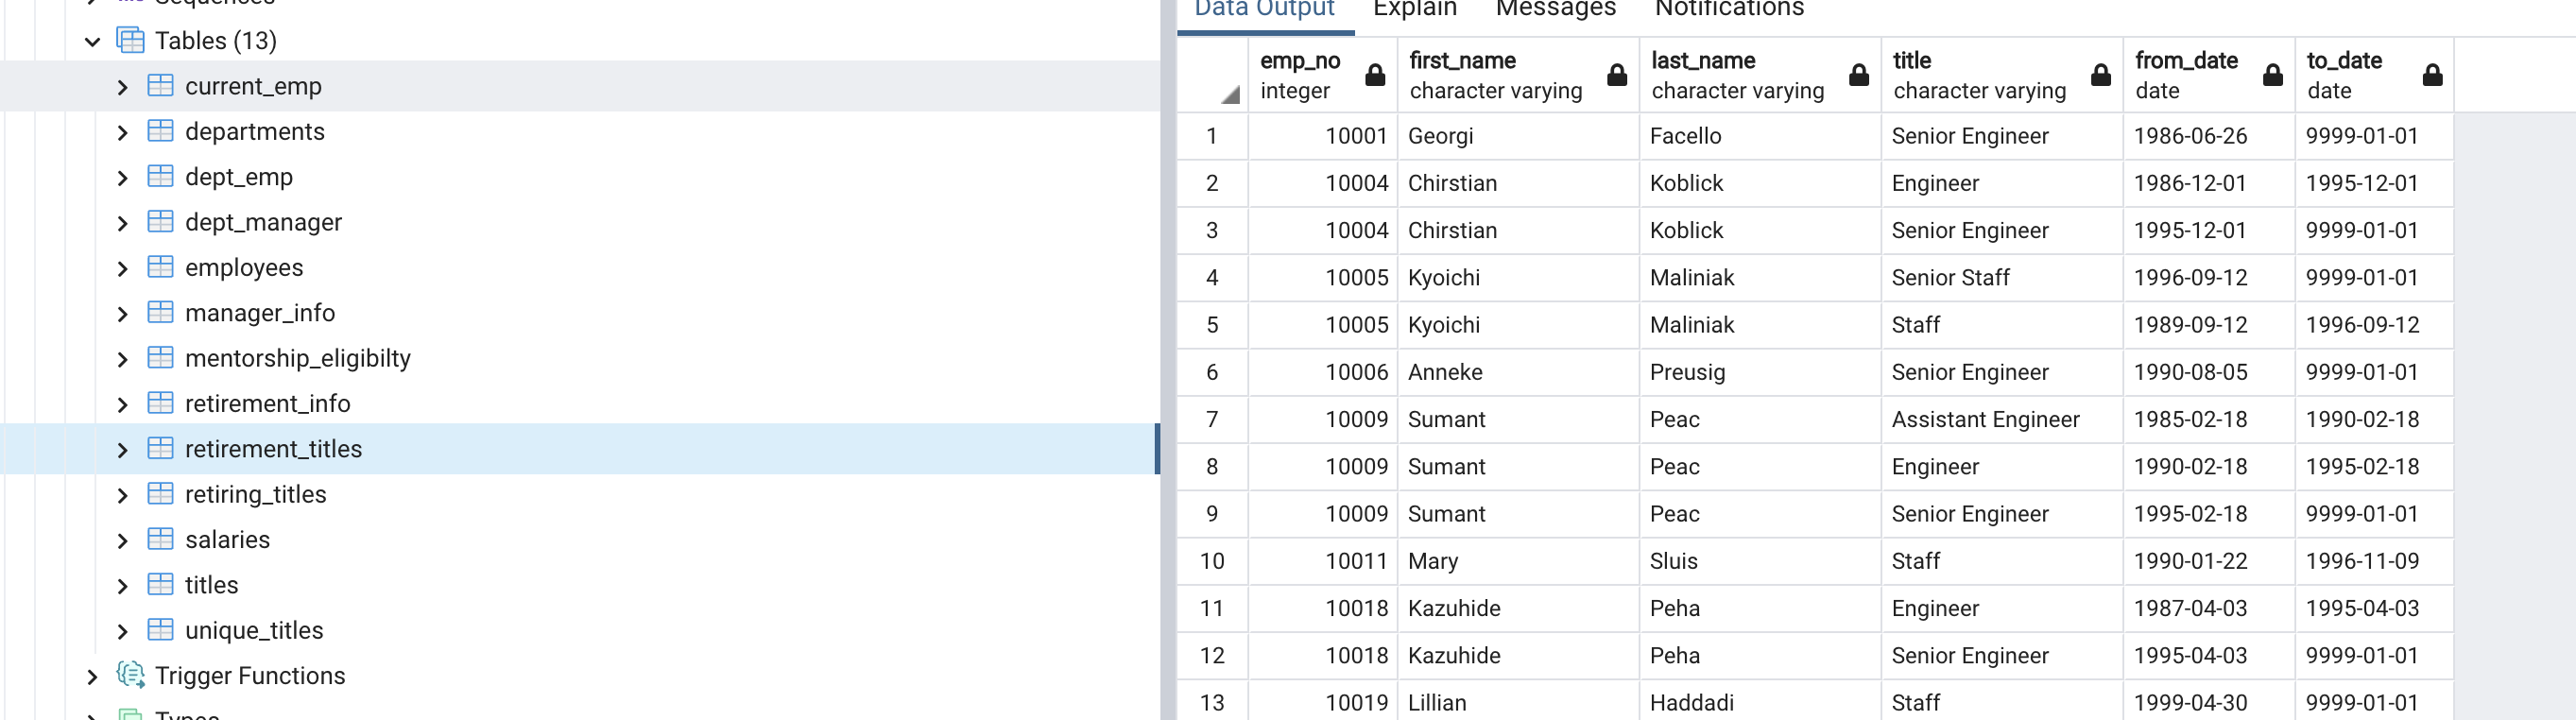 Sequences
Tables (13)
current_emp
departments
dept_emp
dept_manager
employees
manager_info
mentorship_eligibilty
retirement_info
retirement_titles
retiring_titles
salaries
titles
unique_titles
Trigger Functions
Types
Data Output Explain Messages Notifications
emp_no first_name last_name title from_date to_date
integer character varying character varying character varying date date
1 10001 Georgi Facello Senior Engineer 1986-06-26 9999-01-01
2 10004 Chirstian Koblick Engineer 1986-12-01 1995-12-01
3 10004 Chirstian Koblick Senior Engineer 1995-12-01 9999-01-01
4 10005 Kyoichi Maliniak Senior Staff 1996-09-12 9999-01-01
5 10005 Kyoichi Maliniak Staff 1989-09-12 1996-09-12
6 10006 Anneke Preusig Senior Engineer 1990-08-05 9999-01-01
7 10009 Sumant Peac Assistant Engineer 1985-02-18 1990-02-18
8 10009 Sumant Peac Engineer 1990-02-18 1995-02-18
9 10009 Sumant Peac Senior Engineer 1995-02-18 9999-01-01
10 10011 Mary Sluis Staff 1990-01-22 1996-11-09
11 10018 Kazuhide Peha Engineer 1987-04-03 1995-04-03
12 10018 Kazuhide Peha Senior Engineer 1995-04-03 9999-01-01
13 10019 Lillian Haddadi Staff 1999-04-30 9999-01-01